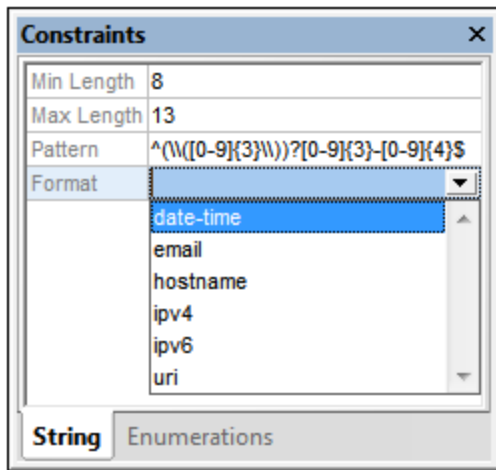 Constraints
Min Length 8
Max Length 13
Pattern ^(\\([0-9]{3}\\))?[0-9]{3}-[0-9]{4}$
Format
date-time
email
hostname
ipv4
ipv6
uri
String Enumerations